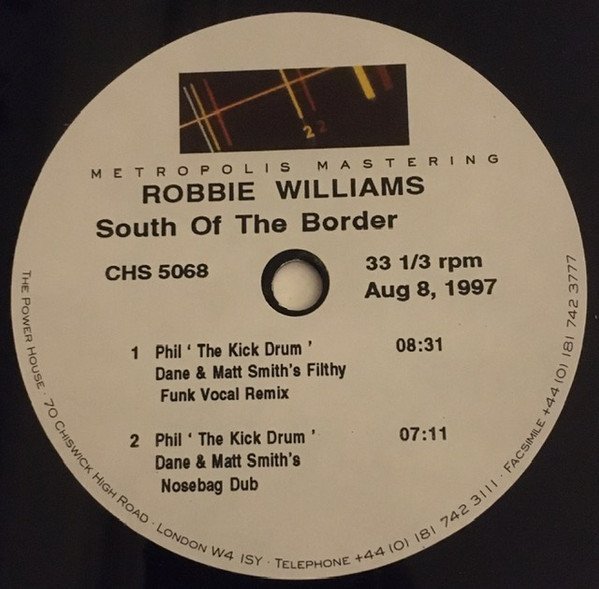 2 2
METROPOLIS MASTERING
ROBBIE WILLIAMS
South Of The Border
CHS 5068
33 1/3 rpm
Aug 8, 1997
1 Phil ‘ The Kick Drum ’ 08:31
Dane & Matt Smith's Filthy
Funk Vocal Remix
2 Phil ‘ The Kick Drum ’ 07:11
Dane & Matt Smith's
Nosebag Dub
THE POWER HOUSE · 70 CHISWICK HIGH ROAD · LONDON W4 1SY · TELEPHONE +44 (0) 181 742 3111 · FACSIMILE +44 (0) 181 742 3777